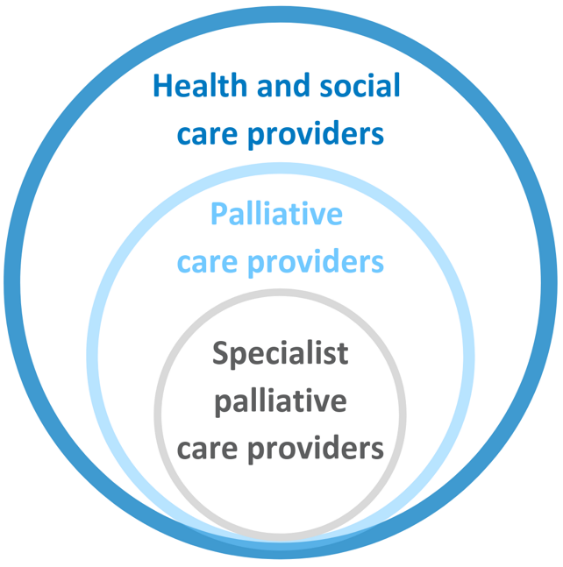 Health and social
care providers
Palliative
care providers
Specialist
palliative
care providers